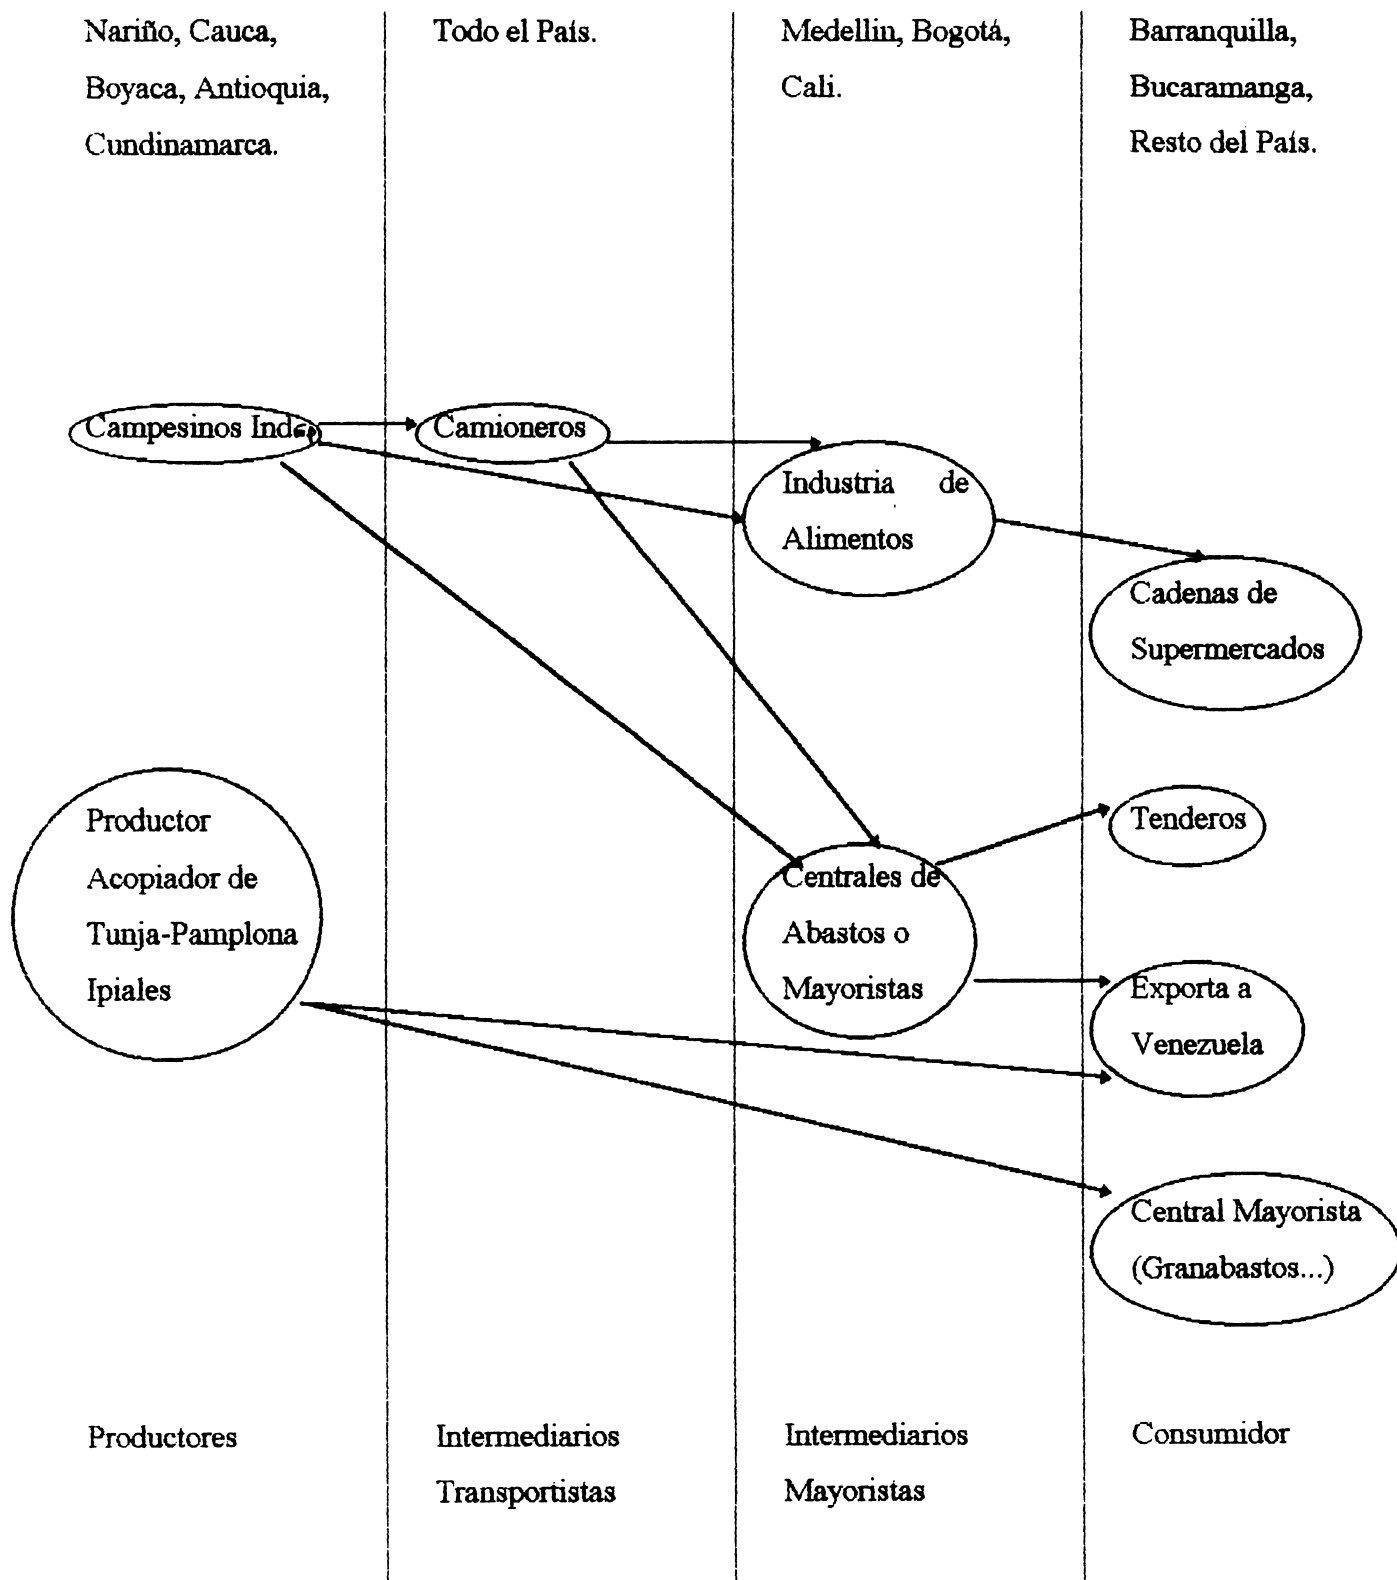 Nariño, Cauca,
Boyaca, Antioquia,
Cundinamarca.
Todo el País.
Medellin, Bogotá,
Cali.
Barranquilla,
Bucaramanga,
Resto del País.
Campesinos Ind.
Camioneros
Industria de
Alimentos
Cadenas de
Supermercados
Productor
Acopiador de
Tunja-Pamplona
Ipiales
Centrales de
Abastos o
Mayoristas
Tenderos
Exporta a
Venezuela
Central Mayorista
(Granabastos...)
Productores
Intermediarios
Transportistas
Intermediarios
Mayoristas
Consumidor